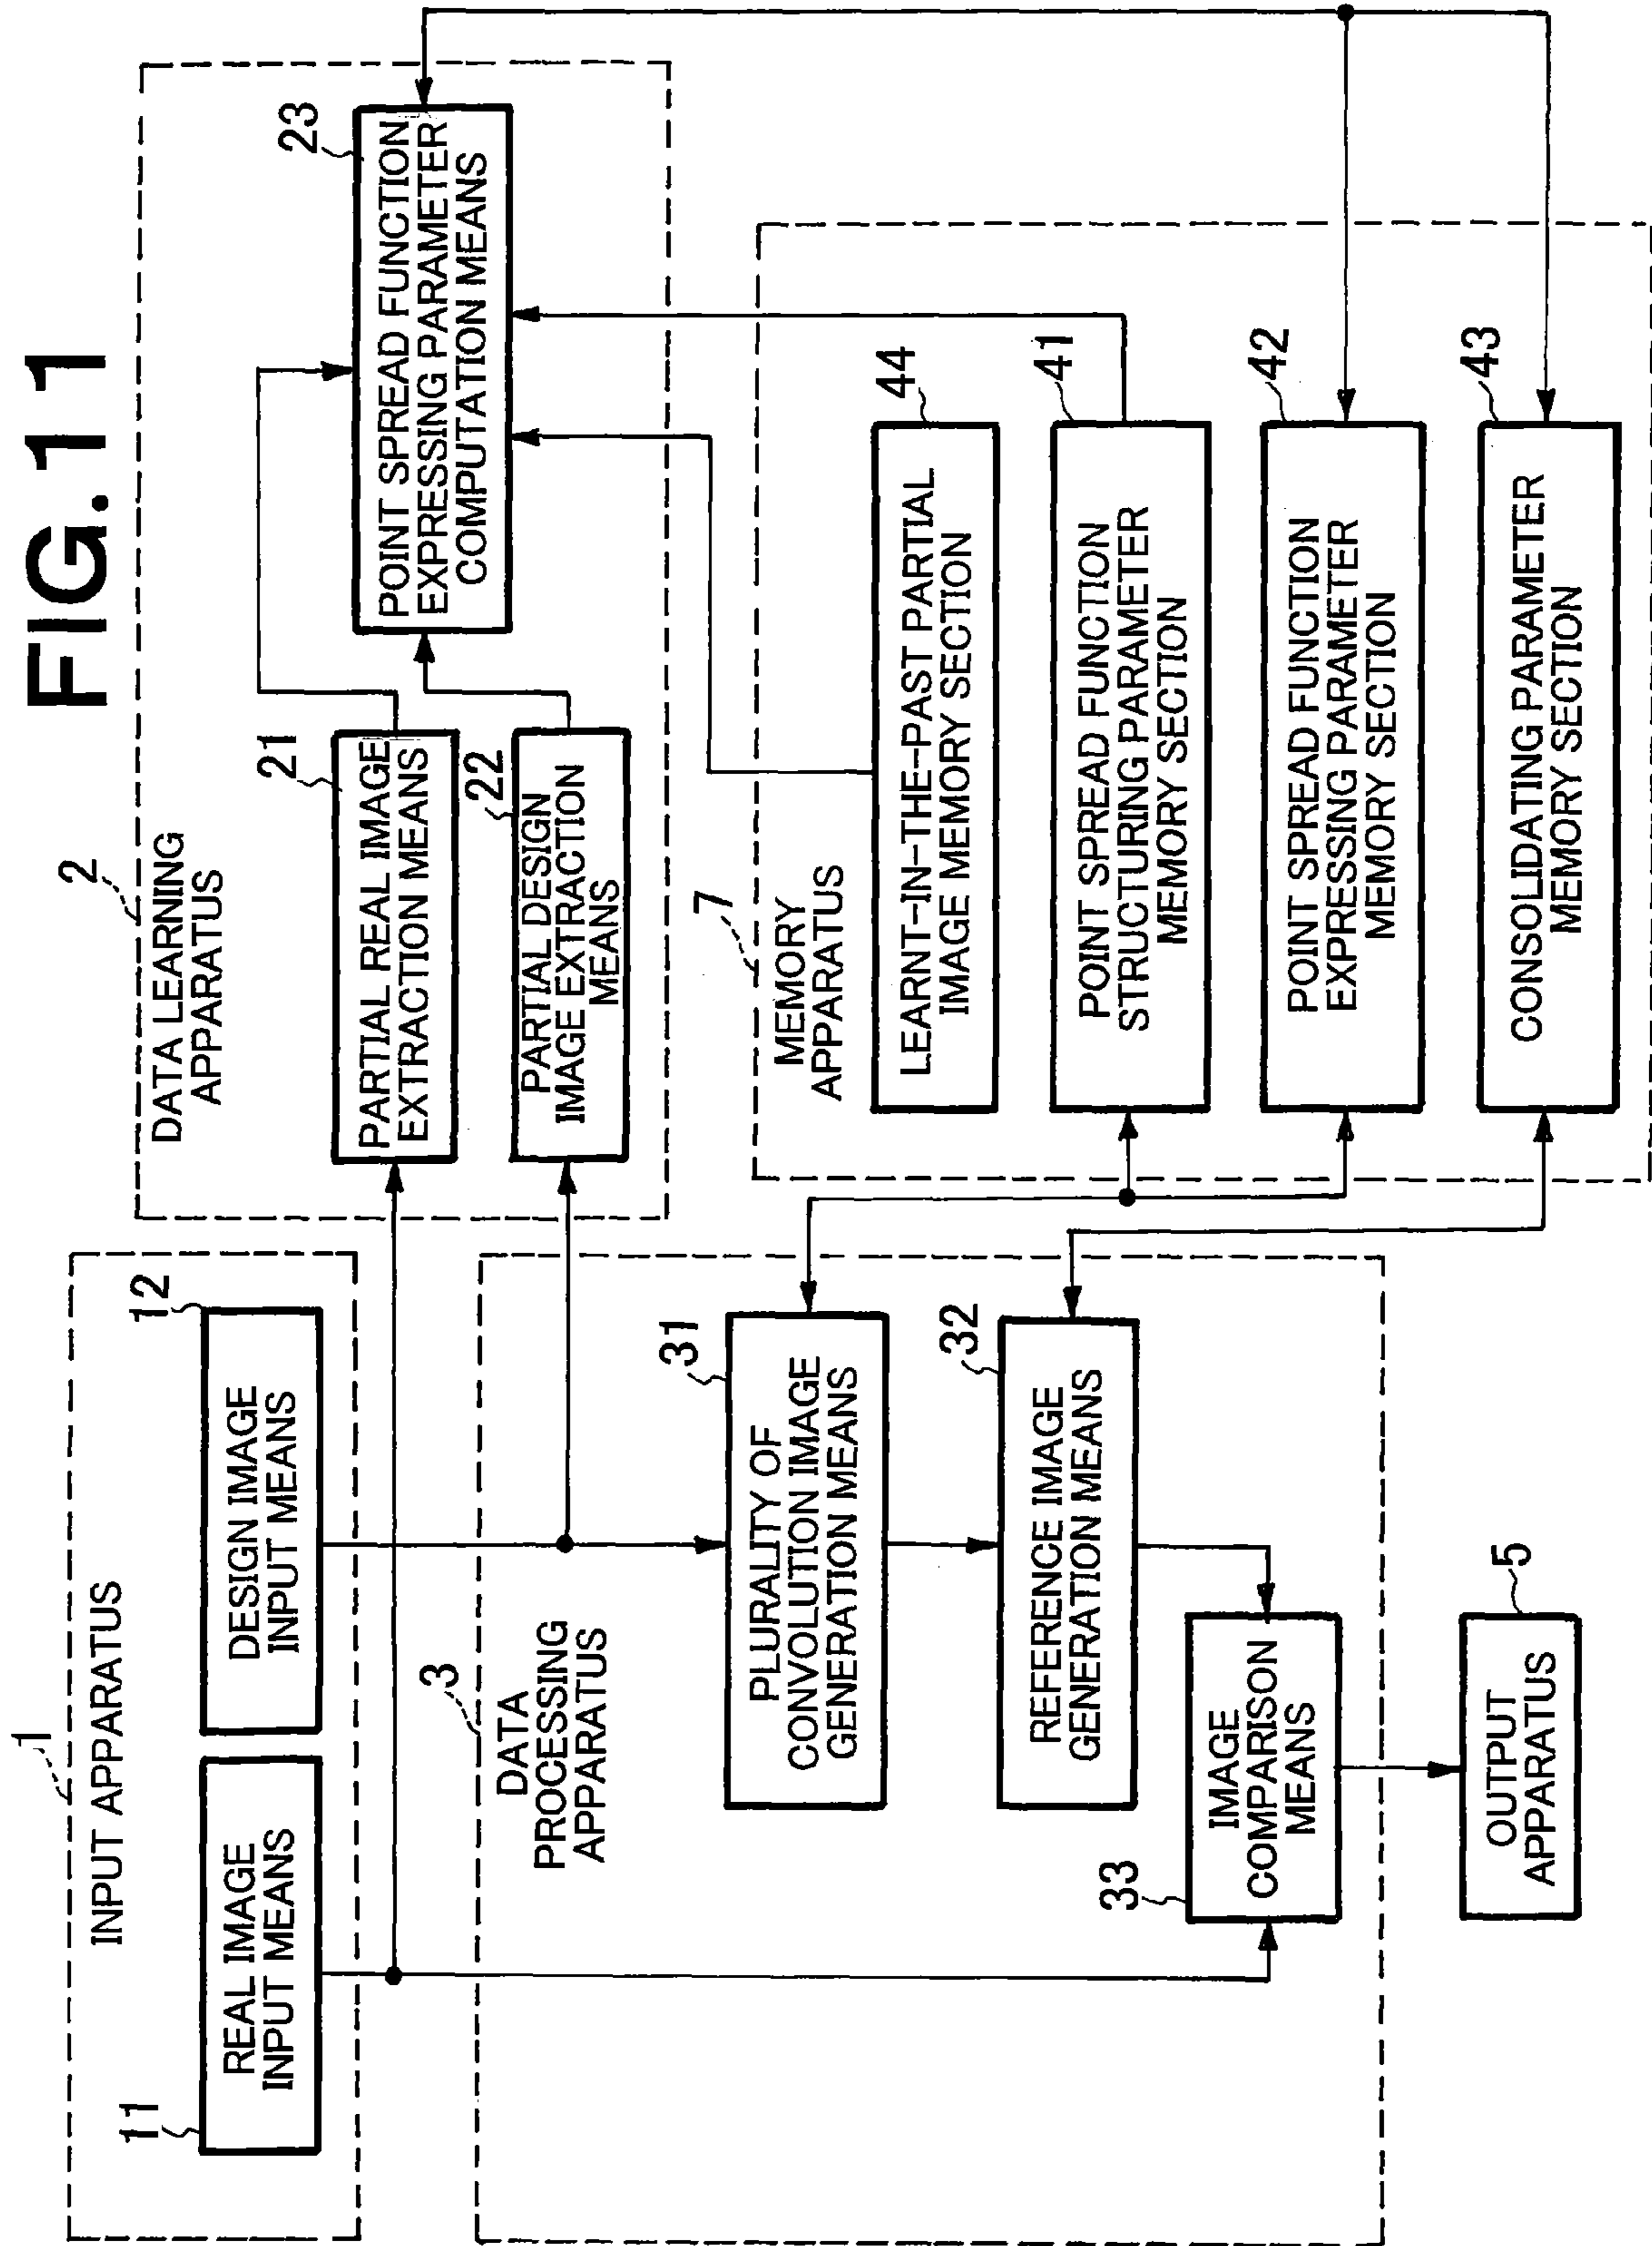 FIG.11
1
INPUT APPARATUS
11
REAL IMAGE
INPUT MEANS
12
DESIGN IMAGE
INPUT MEANS
2
DATA LEARNING
APPARATUS
21
PARTIAL REAL IMAGE
EXTRACTION MEANS
22
PARTIAL DESIGN
IMAGE EXTRACTION
MEANS
23
POINT SPREAD FUNCTION
EXPRESSING PARAMETER
COMPUTATION MEANS
3
DATA
PROCESSING
APPARATUS
31
PLURALITY OF
CONVOLUTION IMAGE
GENERATION MEANS
32
REFERENCE IMAGE
GENERATION MEANS
33
IMAGE
COMPARISON
MEANS
5
OUTPUT
APPARATUS
7
MEMORY
APPARATUS
44
LEARNT-IN-THE-PAST PARTIAL
IMAGE MEMORY SECTION
41
POINT SPREAD FUNCTION
STRUCTURING PARAMETER
MEMORY SECTION
42
POINT SPREAD FUNCTION
EXPRESSING PARAMETER
MEMORY SECTION
43
CONSOLIDATING PARAMETER
MEMORY SECTION